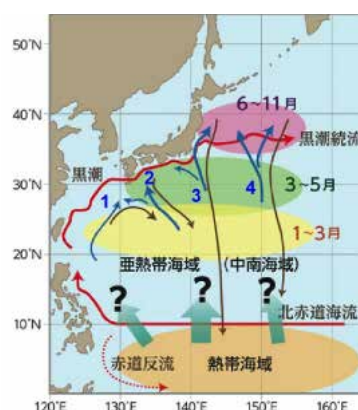 50˚N
6~11月
40˚N
黒潮続流
黒潮
2
30˚N
1
3
4
3~5月
1~3月
20˚N
亜熱帯海域 (中南海域)
? ? ?
北赤道海流
10˚N
赤道反流
熱帯海域
120˚E 130˚E 140˚E 150˚E 160˚E